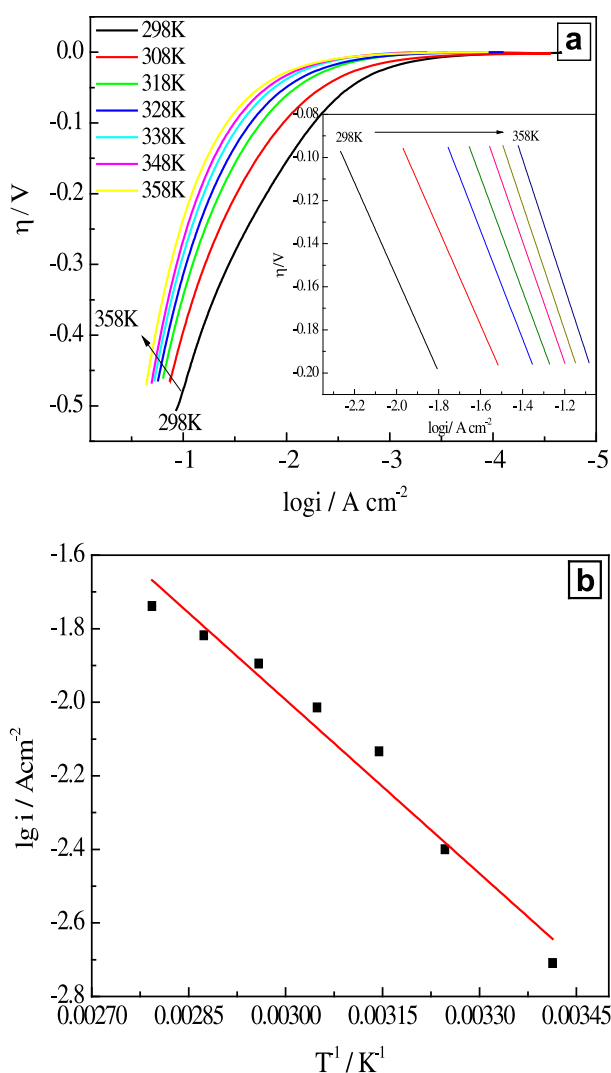 a
298K
308K
318K
328K
338K
348K
358K
0.0
-0.1
-0.2
-0.3
-0.4
-0.5
η/ V
358K
298K
-1
-2
-3
-4
-5
logi / A cm⁻²
-0.08
-0.10
-0.12
-0.14
-0.16
-0.18
-0.20
η/V
298K
358K
-2.2
-2.0
-1.8
-1.6
-1.4
-1.2
logi/ A cm⁻²
b
-1.6
-1.8
-2.0
-2.2
-2.4
-2.6
-2.8
lg i / Acm⁻²
0.00270
0.00285
0.00300
0.00315
0.00330
0.00345
T⁻¹ / K⁻¹